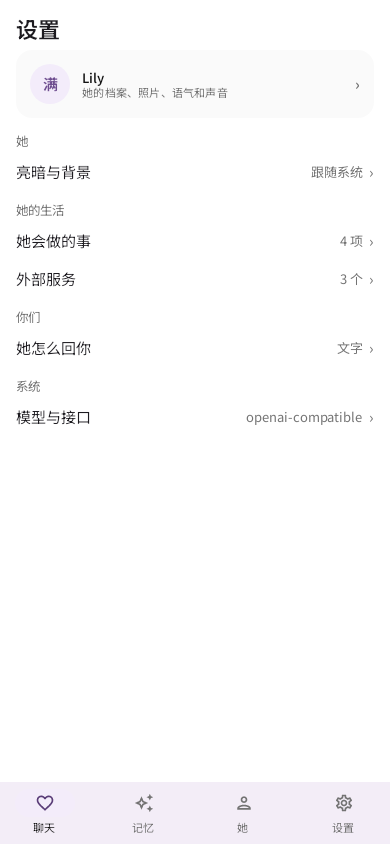 设置
满
Lily
她的档案、照片、语气和声音
她
亮暗与背景 跟随系统 ›
她的生活
她会做的事 4 项 ›
外部服务 3 个 ›
你们
她怎么回你 文字 ›
系统
模型与接口 openai-compatible ›
聊天 记忆 她 设置